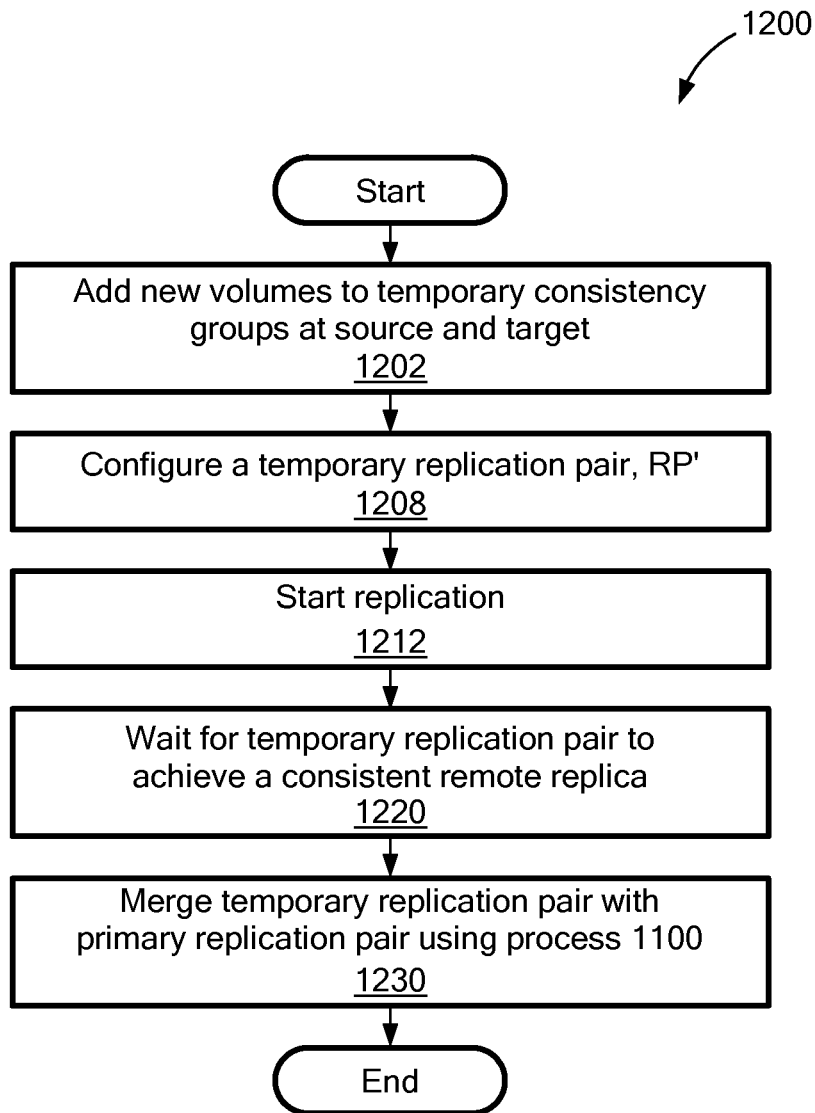 1200
Start
Add new volumes to temporary consistency
groups at source and target
1202
Configure a temporary replication pair, RP'
1208
Start replication
1212
Wait for temporary replication pair to
achieve a consistent remote replica
1220
Merge temporary replication pair with
primary replication pair using process 1100
1230
End